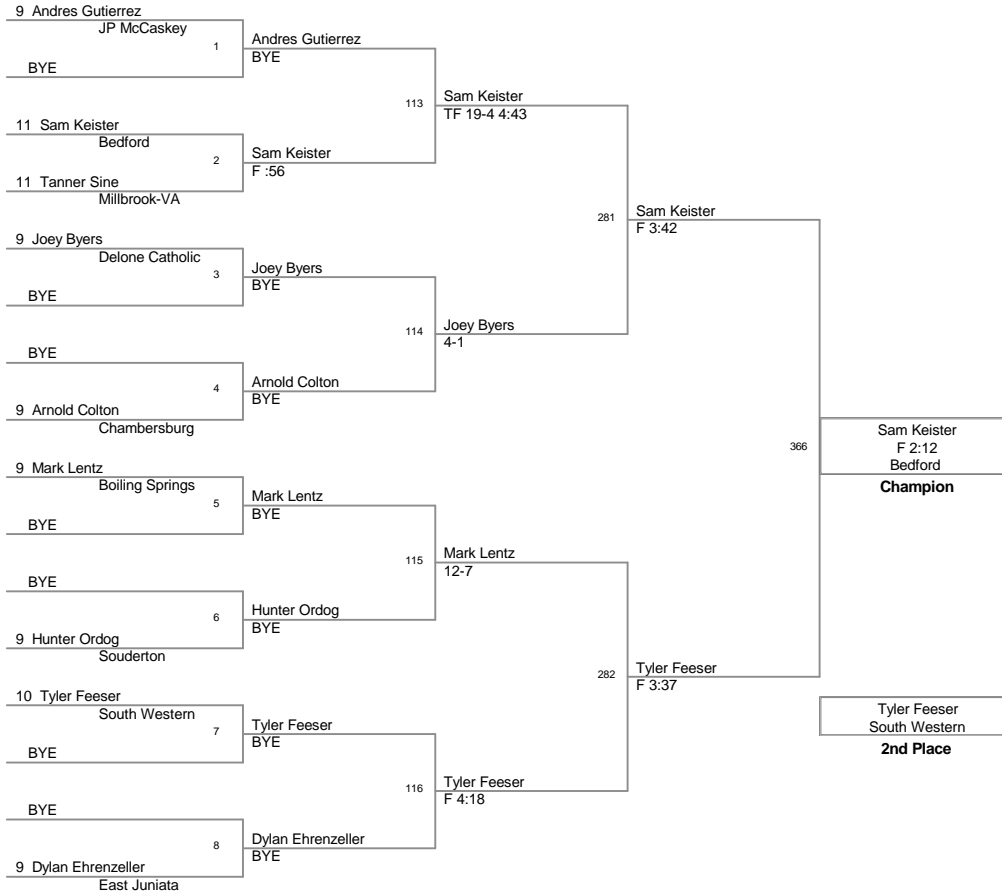 9 Andres Gutierrez
JP McCaskey
1
BYE
11 Sam Keister
Bedford
2
11 Tanner Sine
Millbrook-VA
9 Joey Byers
Delone Catholic
3
BYE
BYE
4
9 Arnold Colton
Chambersburg
9 Mark Lentz
Boiling Springs
5
BYE
BYE
6
9 Hunter Ordog
Souderton
10 Tyler Feeser
South Western
7
BYE
BYE
8
9 Dylan Ehrenzeller
East Juniata
Andres Gutierrez
BYE
113
Sam Keister
F :56
Joey Byers
BYE
114
Arnold Colton
BYE
Mark Lentz
BYE
115
Hunter Ordog
BYE
Tyler Feeser
BYE
116
Dylan Ehrenzeller
BYE
Sam Keister
TF 19-4 4:43
281
Joey Byers
4-1
Mark Lentz
12-7
282
Tyler Feeser
F 4:18
Sam Keister
F 3:42
366
Tyler Feeser
F 3:37
Sam Keister
F 2:12
Bedford
Champion
Tyler Feeser
South Western
2nd Place